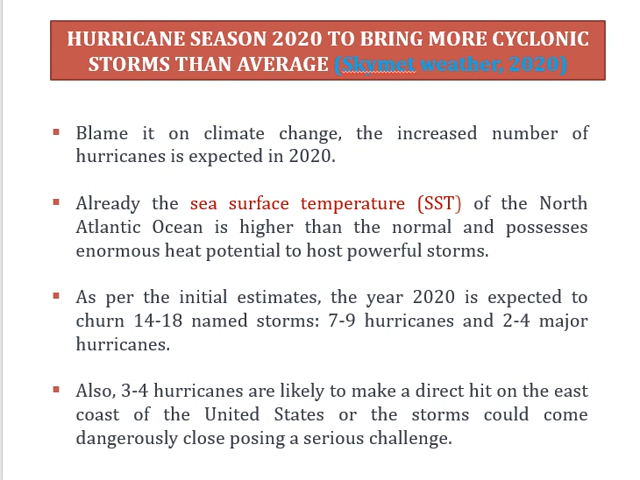 HURRICANE SEASON 2020 TO BRING MORE CYCLONIC
STORMS THAN AVERAGE (Skymet weather, 2020)
▪ Blame it on climate change, the increased number of
hurricanes is expected in 2020.
▪ Already the sea surface temperature (SST) of the North
Atlantic Ocean is higher than the normal and possesses
enormous heat potential to host powerful storms.
▪ As per the initial estimates, the year 2020 is expected to
churn 14-18 named storms: 7-9 hurricanes and 2-4 major
hurricanes.
▪ Also, 3-4 hurricanes are likely to make a direct hit on the east
coast of the United States or the storms could come
dangerously close posing a serious challenge.